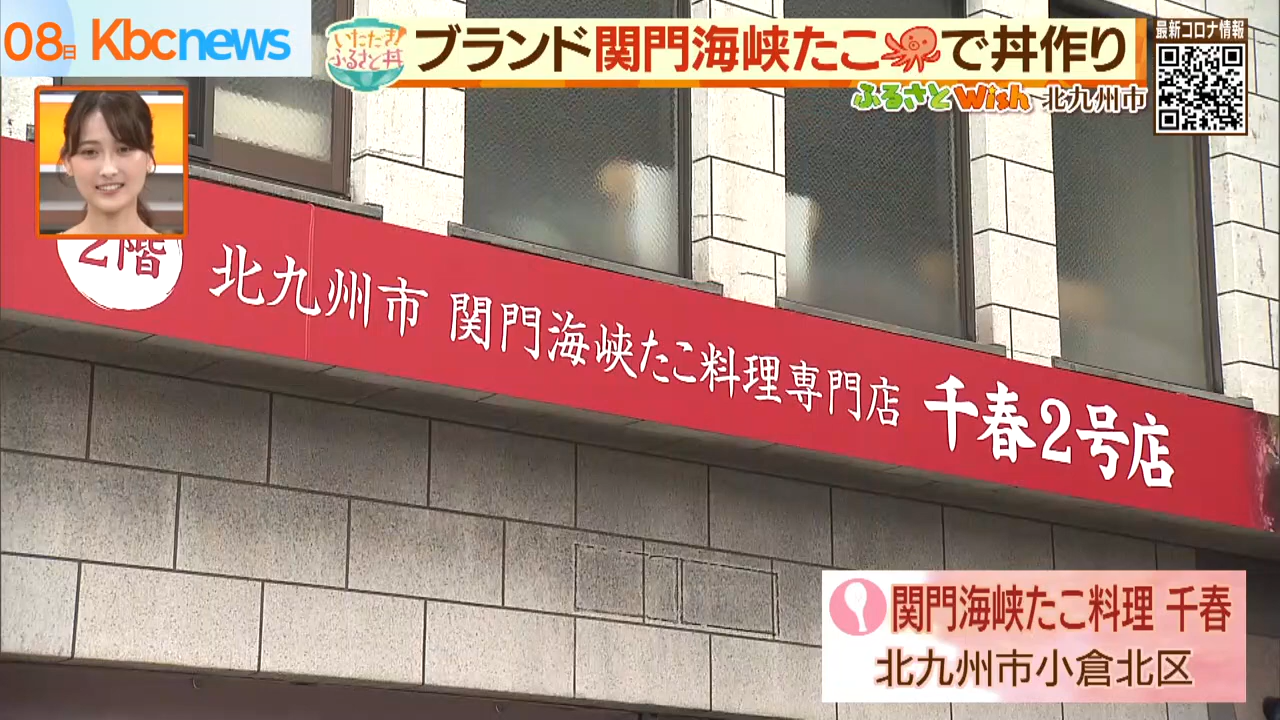 08日 Kbcnews
いただき!
ふるさと丼
ブランド関門海峡たこで丼作り
ふるさとWish 北九州市
最新コロナ情報
2階
北九州市 関門海峡たこ料理専門店 千春2号店
関門海峡たこ料理 千春
北九州市小倉北区